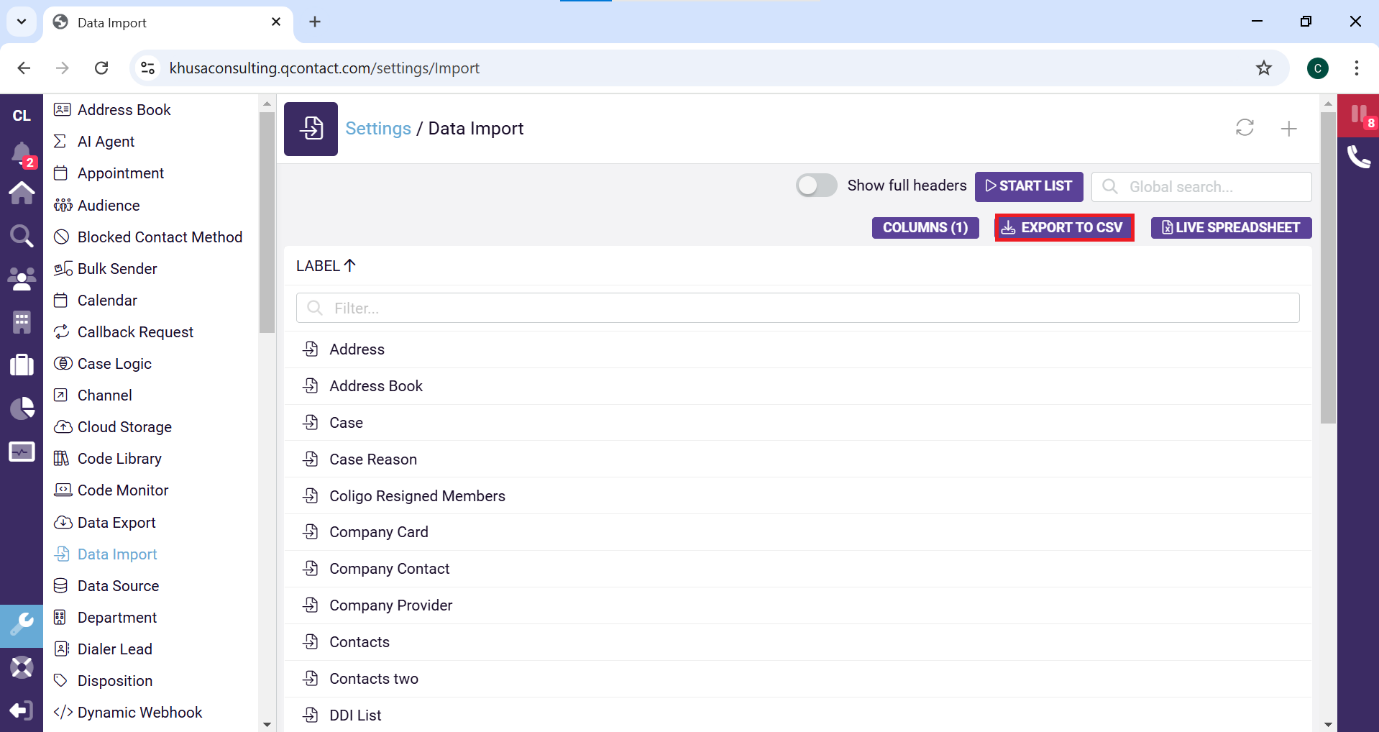 Data Import
khusaconsulting.qcontact.com/settings/Import
C
CL
2
Address Book
AI Agent
Appointment
Audience
Blocked Contact Method
Bulk Sender
Calendar
Callback Request
Case Logic
Channel
Cloud Storage
Code Library
Code Monitor
Data Export
Data Import
Data Source
Department
Dialer Lead
Disposition
Dynamic Webhook
Settings / Data Import
Show full headers
START LIST
Global search...
COLUMNS (1)
EXPORT TO CSV
LIVE SPREADSHEET
LABEL
Filter...
Address
Address Book
Case
Case Reason
Coligo Resigned Members
Company Card
Company Contact
Company Provider
Contacts
Contacts two
DDI List
8